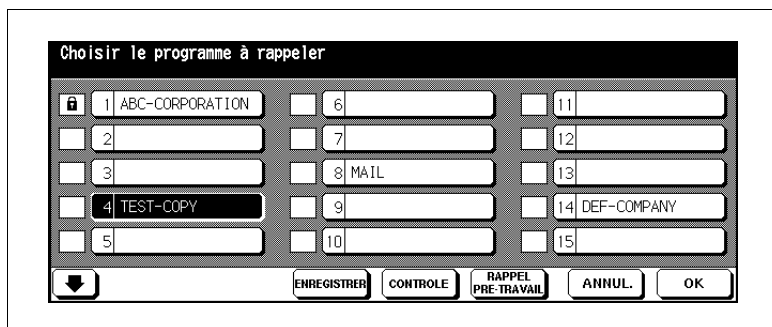 Choisir le programme à rappeler
1 ABC-CORPORATION
2
3
4 TEST-COPY
5
6
7
8 MAIL
9
10
11
12
13
14 DEF-COMPANY
15
ENREGISTRER
CONTROLE
RAPPEL
PRE-TRAVAIL
ANNUL.
OK